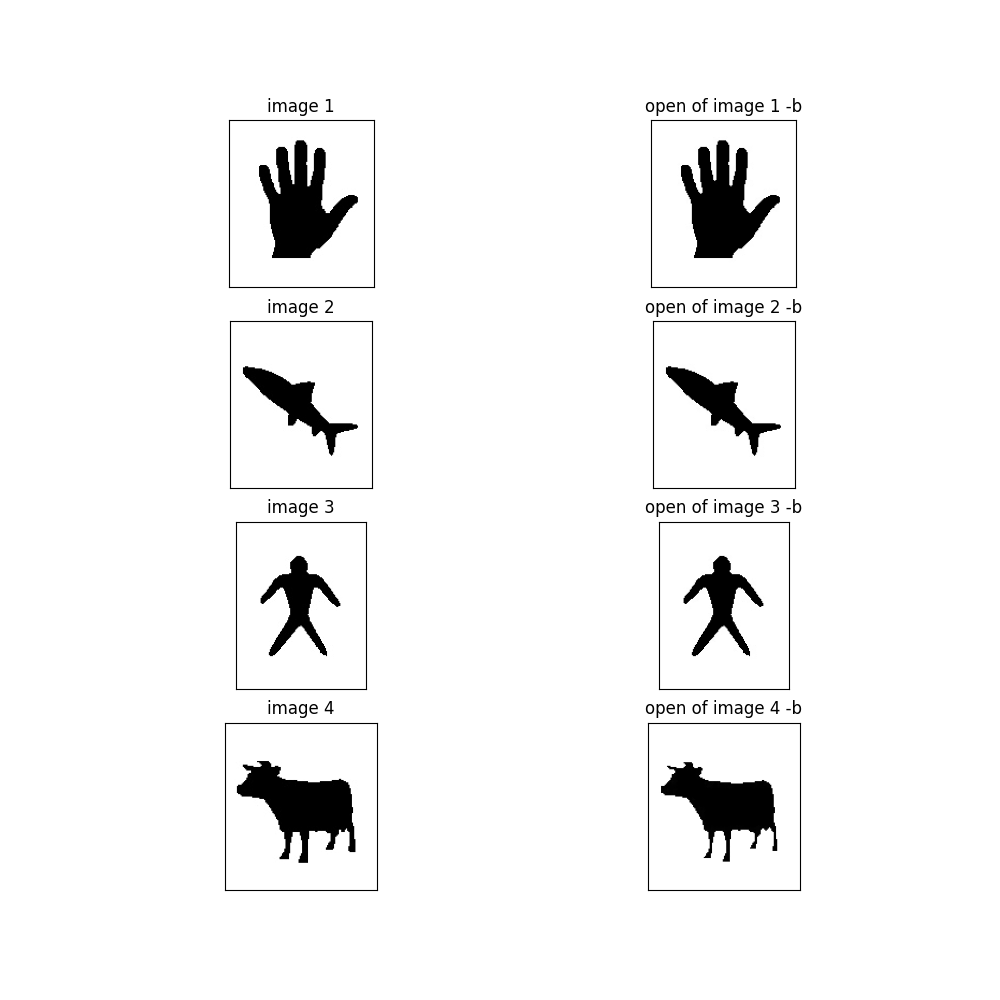 image 1
open of image 1 -b
image 2
open of image 2 -b
image 3
open of image 3 -b
image 4
open of image 4 -b